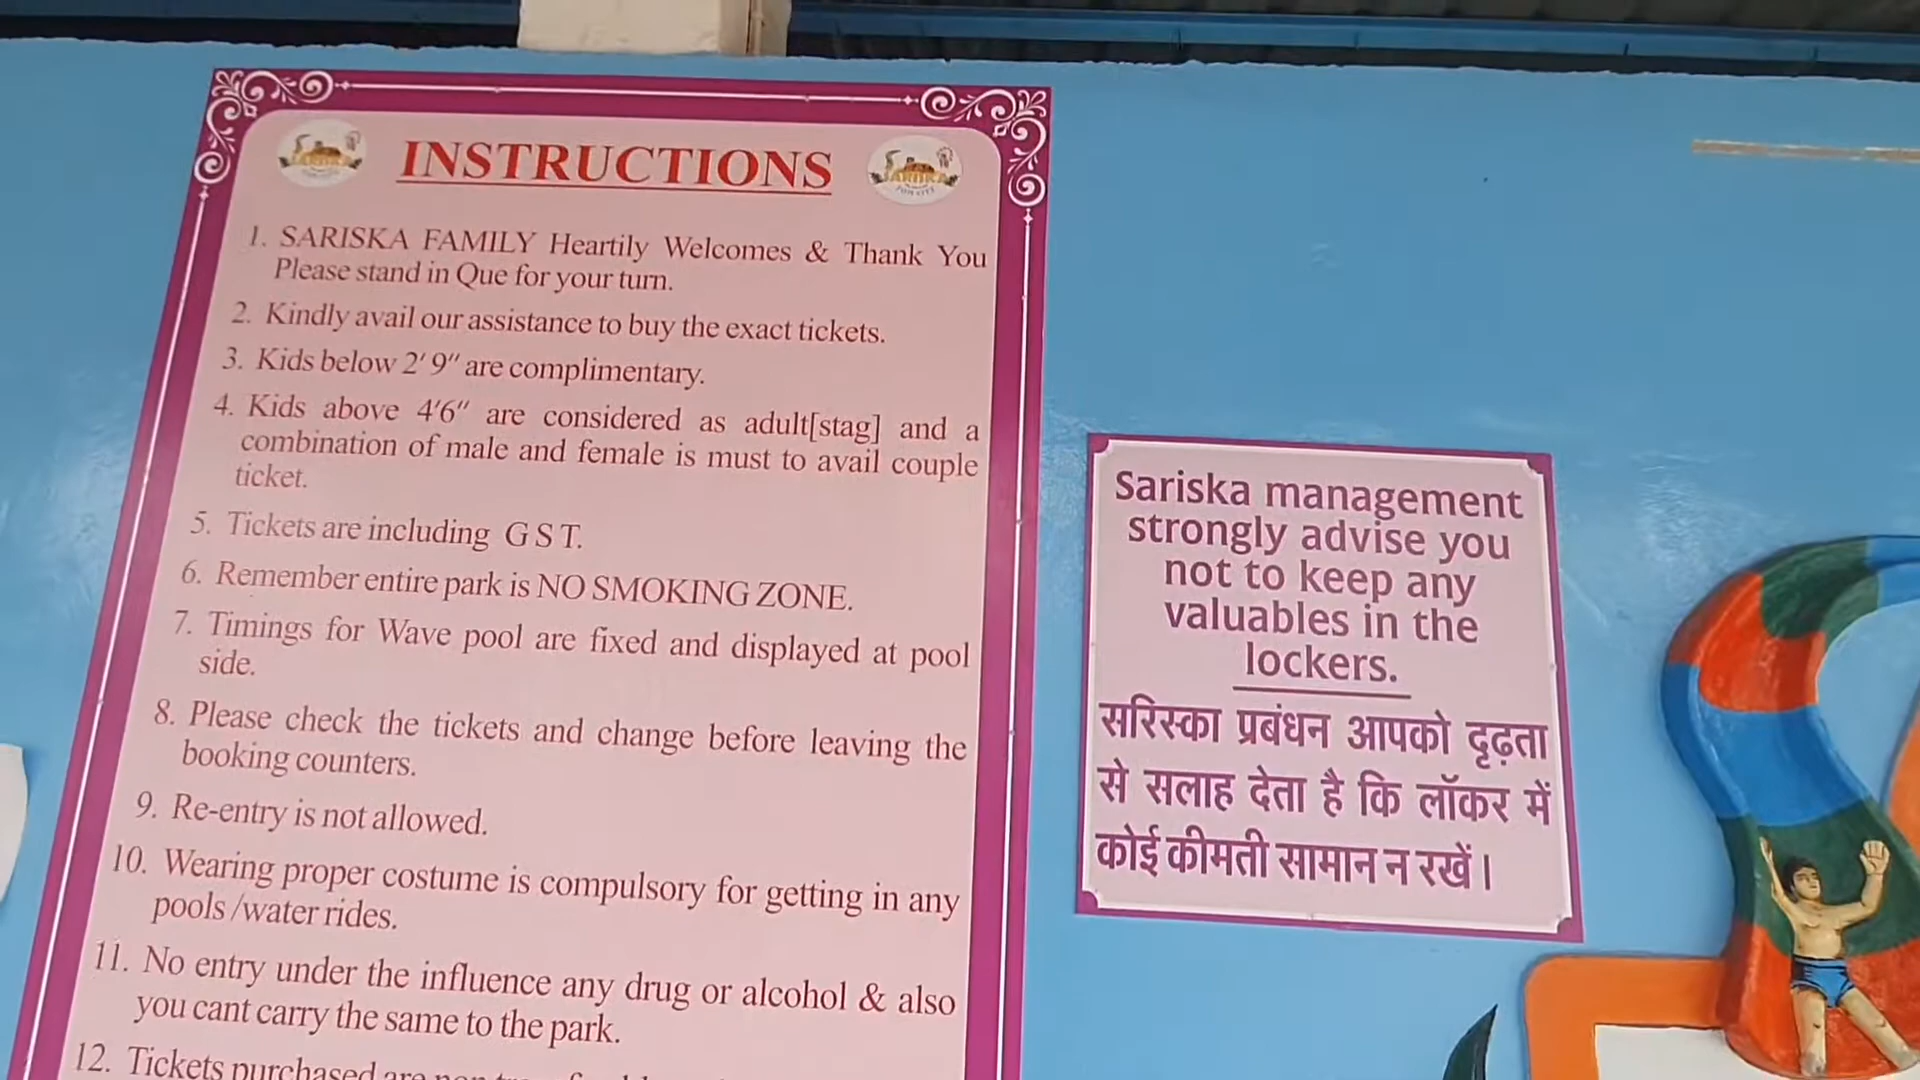 INSTRUCTIONS
1. SARISKA FAMILY Heartily Welcomes & Thank You
Please stand in Que for your turn.
2. Kindly avail our assistance to buy the exact tickets.
3. Kids below 2' 9" are complimentary.
4. Kids above 4'6" are considered as adult[stag] and a
combination of male and female is must to avail couple
ticket.
5. Tickets are including G S T.
6. Remember entire park is NO SMOKING ZONE.
7. Timings for Wave pool are fixed and displayed at pool
side.
8. Please check the tickets and change before leaving the
booking counters.
9. Re-entry is not allowed.
10. Wearing proper costume is compulsory for getting in any
pools /water rides.
11. No entry under the influence any drug or alcohol & also
you cant carry the same to the park.
12. Tickets purchased are
Sariska management
strongly advise you
not to keep any
valuables in the
lockers.
सरिस्का प्रबंधन आपको दृढ़ता
से सलाह देता है कि लॉकर में
कोई कीमती सामान न रखें।